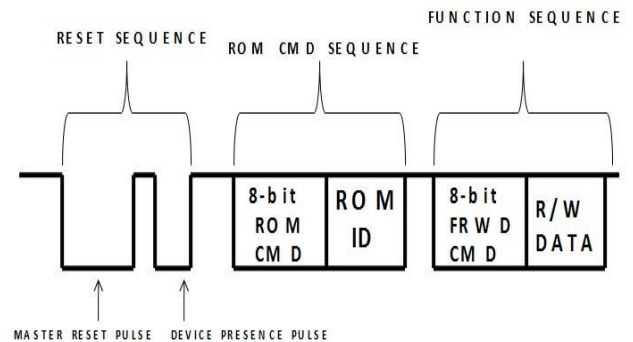 RESET SEQUENCE
ROM CMD SEQUENCE
FUNCTION SEQUENCE
8-bit
ROM
CMD
ROM
ID
8-bit
FRWD
CMD
R/W
DATA
MASTER RESET PULSE
DEVICE PRESENCE PULSE